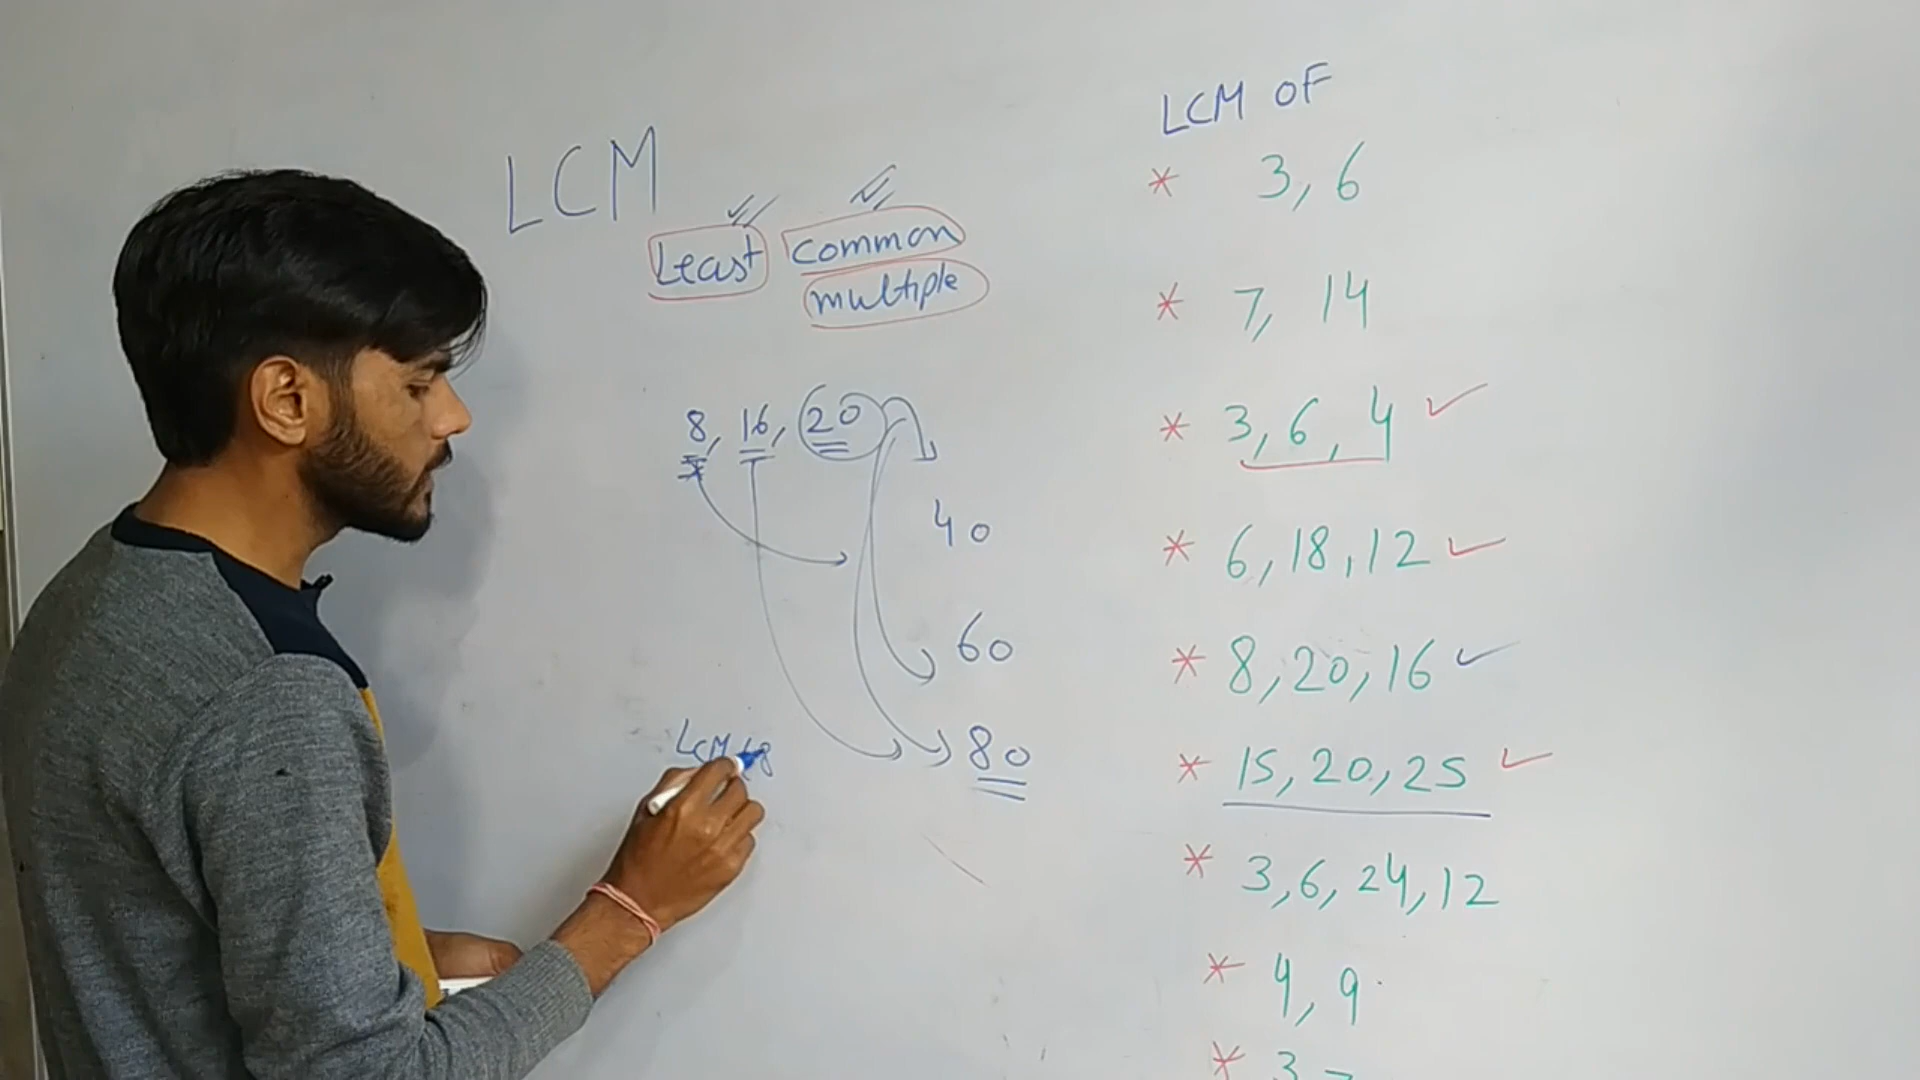 LCM
Least common
multiple
8, 16, 20
40
60
80
LCM (8
LCM OF
* 3, 6
* 7, 14
* 3, 6, 4
* 6, 18, 12
* 8, 20, 16
* 15, 20, 25
* 3, 6, 24, 12
* 4, 9
* 3